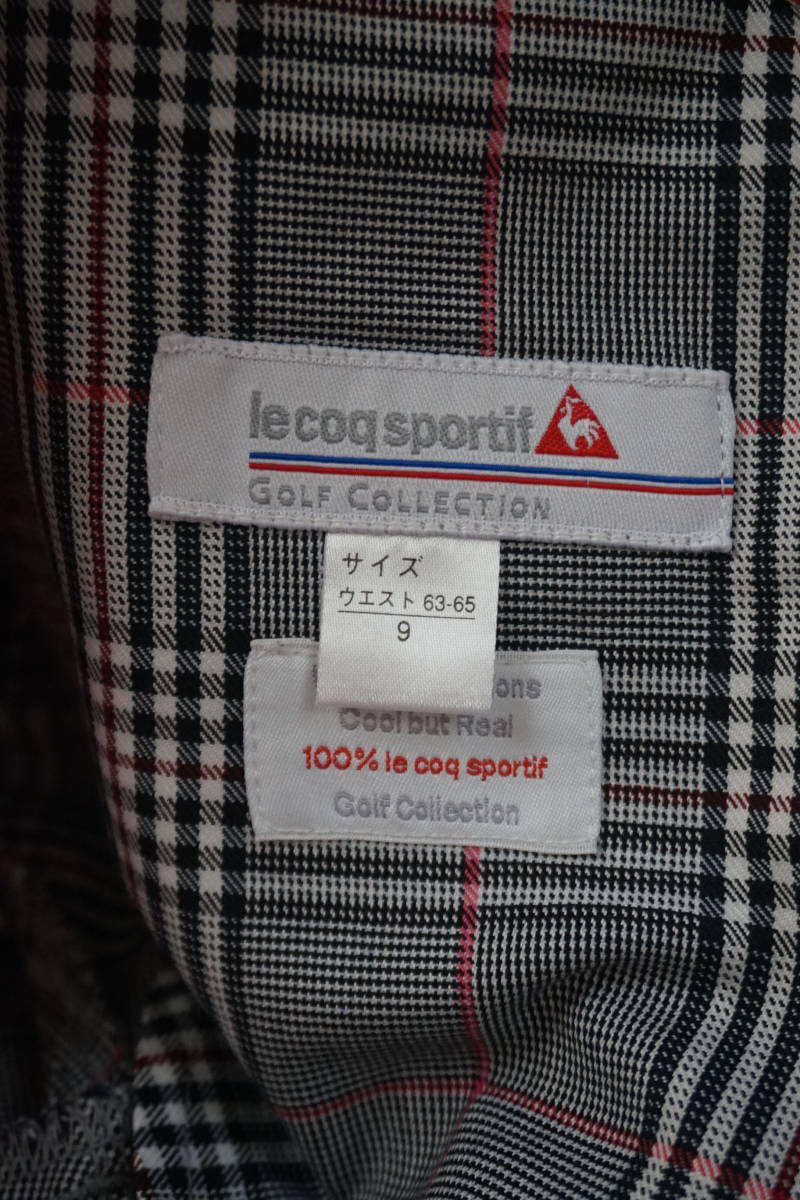 le coq sportif
GOLF COLLECTION
サイズ
ウエスト 63-65
9
Cool but Real
100% le coq sportif
Golf Collection